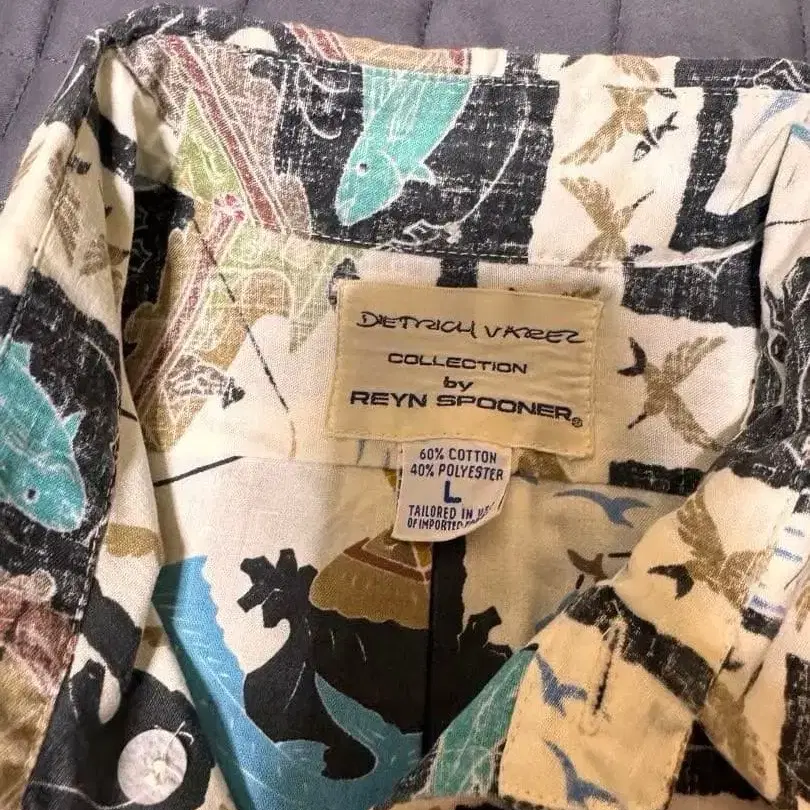 DIETRICH VAREZ
COLLECTION
by
REYN SPOONER®
60% COTTON
40% POLYESTER
L
TAILORED IN
OF IMPORTED